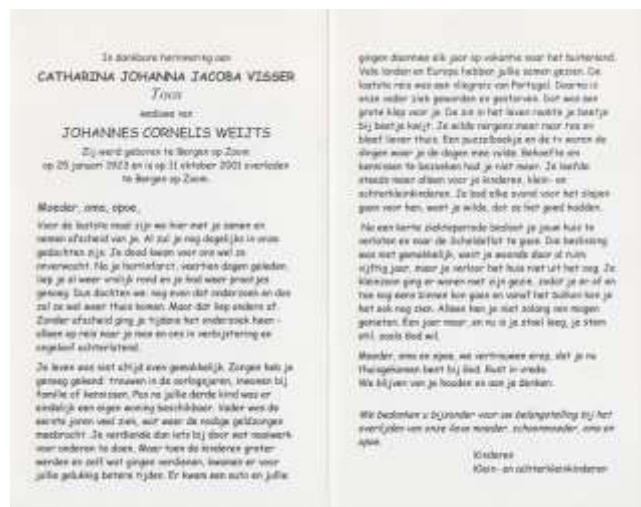 In dankbare herinnering aan
CATHARINA JOHANNA JACOBA VISSER
Toos
weduwe van
JOHANNES CORNELIS WEIJTS
Zij werd geboren te Bergen op Zoom
op 25 januari 1923 en is op 11 oktober 2001 overleden
te Bergen op Zoom.
Moeder, oma, opoe,
Voor de laatste maal zijn we hier met je samen en
nemen afscheid van je. Al zul je nog dagelijks in onze
gedachten zijn. Je dood kwam voor ons wel zo
onverwacht. Na je hartinfarct, veertien dagen geleden,
liep je al weer vrolijk rond en je had weer praatjes
genoeg. Dus dachten we: nog even dat onderzoek en dan
zal ze wel weer thuis komen. Maar dat liep anders af.
Zonder afscheid ging je tijdens het onderzoek heen -
alleen op reis naar je man en ons in verbijstering en
ongeloof achterlatend.
Je leven was niet altijd even gemakkelijk. Zorgen heb je
genoeg gekend: trouwen in de oorlogsjaren, inwonen bij
familie of kennissen. Pas na jullie derde kind was er
eindelijk een eigen woning beschikbaar. Vader was de
eerste jaren veel ziek, wat weer de nodige geldzorgen
meebracht. Je verdiende dan iets bij door wat naaiwerk
voor anderen te doen. Maar toen de kinderen groter
werden en zelf wat gingen verdienen, kwamen er voor
jullie gelukkig betere tijden. Er kwam een auto en jullie
gingen daarmee elk jaar op vakantie naar het buitenland.
Vele landen en Europa hebben jullie samen gezien. De
laatste reis was een vliegreis van Portugal. Daarna is
onze vader ziek geworden en gestorven. Dat was een
grote klap voor je. De zin in het leven raakte je beetje
bij beetje kwijt. Je wilde nergens meer naar toe en
bleef liever thuis. Een puzzelboekje en de tv waren de
dingen waar je de dagen mee vulde. Behoefte om
kennissen te bezoeken had je niet meer. Je leefde
steeds meer alleen voor je kinderen, klein- en
achterkleinkinderen. Je bad elke avond voor het slapen
gaan voor hen, want je wilde, dat ze het goed hadden.
Na een korte ziekteperiode besloot je jouw huis te
verlaten en naar de Scheldeflat te gaan. Die beslissing
was niet gemakkelijk, want je woonde daar al ruim
vijftig jaar, maar je verloor het huis niet uit het oog. Je
kleinzoon ging er wonen met zijn gezin, zodat je er af en
toe nog eens binnen kon gaan en vanaf het balkon kon je
het ook nog zien. Alleen heb je niet zolang van mogen
genieten. Een jaar maar, en nu is je stoel leeg, je stem
stil, zoals God wil.
Moeder, oma en opoe, we vertrouwen erop, dat je nu
thuisgekomen bent bij God. Rust in vrede.
We blijven van je houden en aan je denken.
We bedanken u bijzonder voor uw belangstelling bij het
overlijden van onze lieve moeder, schoonmoeder, oma en
opoe.
Kinderen
Klein- en achterkleinkinderen